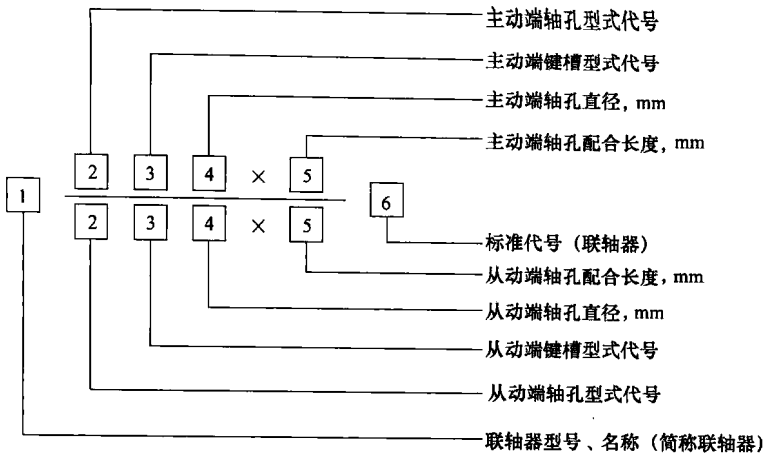 主动端轴孔型式代号
主动端键槽型式代号
主动端轴孔直径，mm
主动端轴孔配合长度，mm
2 3 4 × 5
1
6
2 3 4 × 5
标准代号（联轴器）
从动端轴孔配合长度，mm
从动端轴孔直径，mm
从动端键槽型式代号
从动端轴孔型式代号
联轴器型号、名称（简称联轴器）